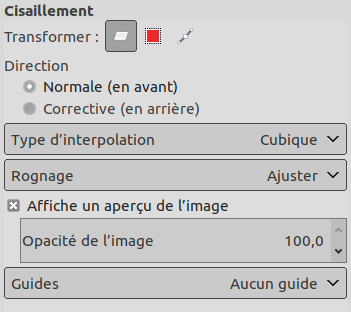 Cisaillement
Transformer :
Direction
Normale (en avant)
Corrective (en arrière)
Type d’interpolation Cubique
Rognage Ajuster
Affiche un aperçu de l’image
Opacité de l’image 100,0
Guides Aucun guide